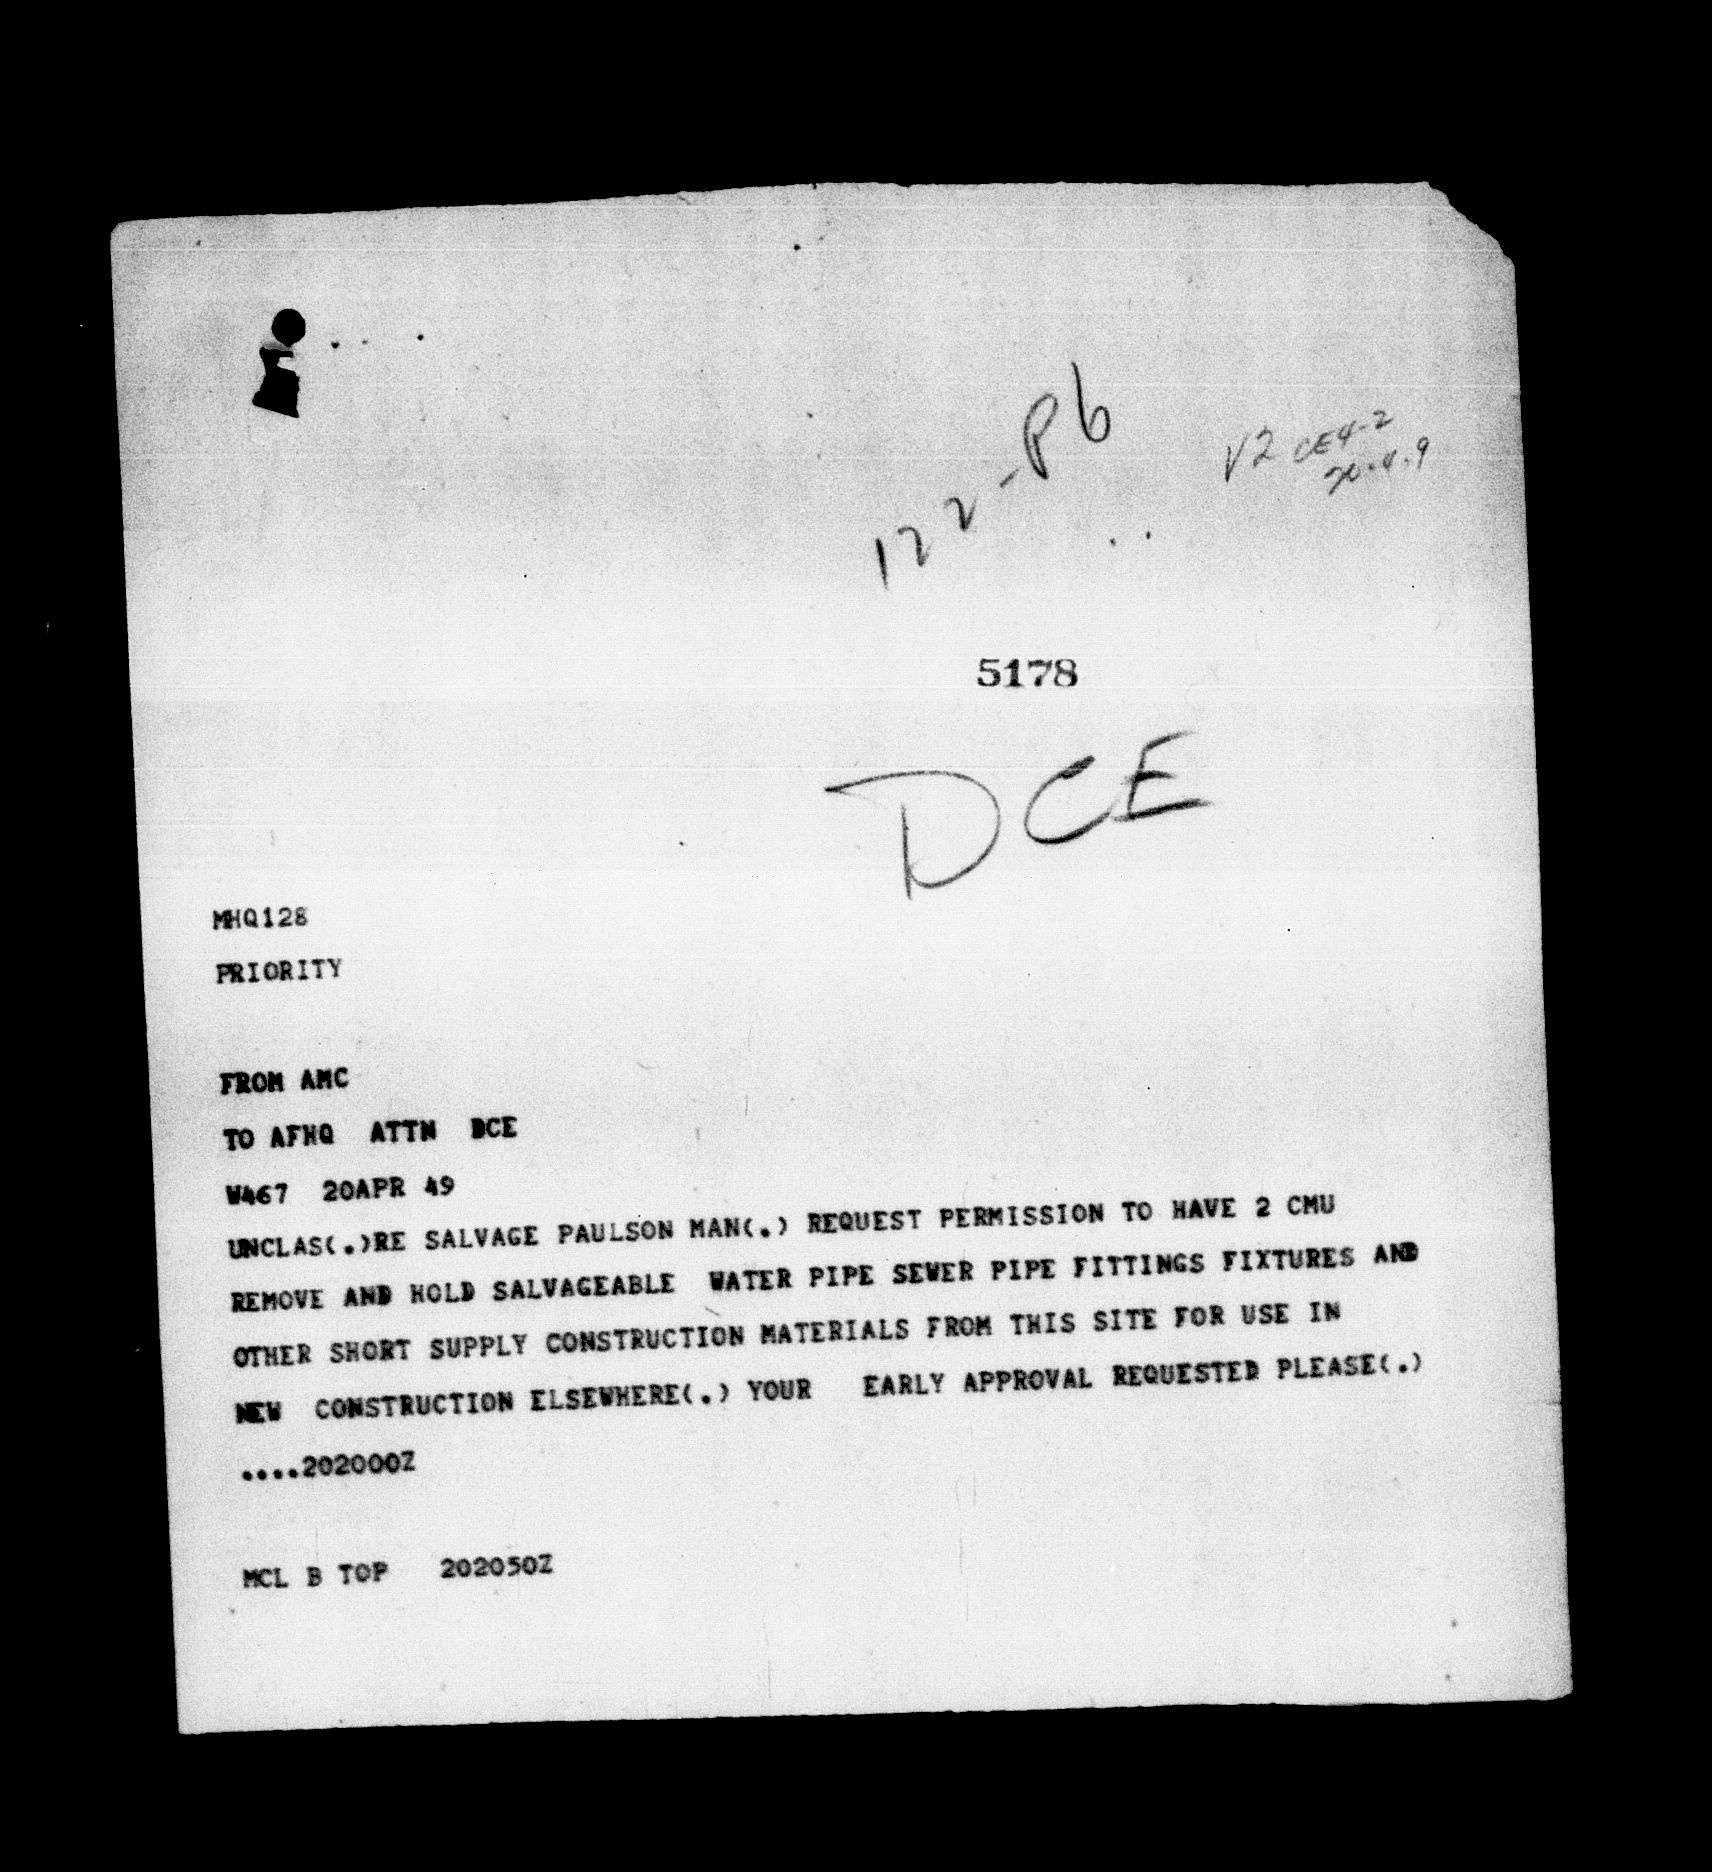 122-P6
V2 CE4-2
20.4.9
5178
DCE
MHQ128
PRIORITY
FROM AMC
TO AFHQ ATTN DCE
W467 20APR 49
UNCLAS(.)RE SALVAGE PAULSON MAN(.) REQUEST PERMISSION TO HAVE 2 CMU
REMOVE AND HOLD SALVAGEABLE WATER PIPE SEWER PIPE FITTINGS FIXTURES AND
OTHER SHORT SUPPLY CONSTRUCTION MATERIALS FROM THIS SITE FOR USE IN
NEW CONSTRUCTION ELSEWHERE(.) YOUR EARLY APPROVAL REQUESTED PLEASE(.)
....202000Z
MCL B TOP 202050Z